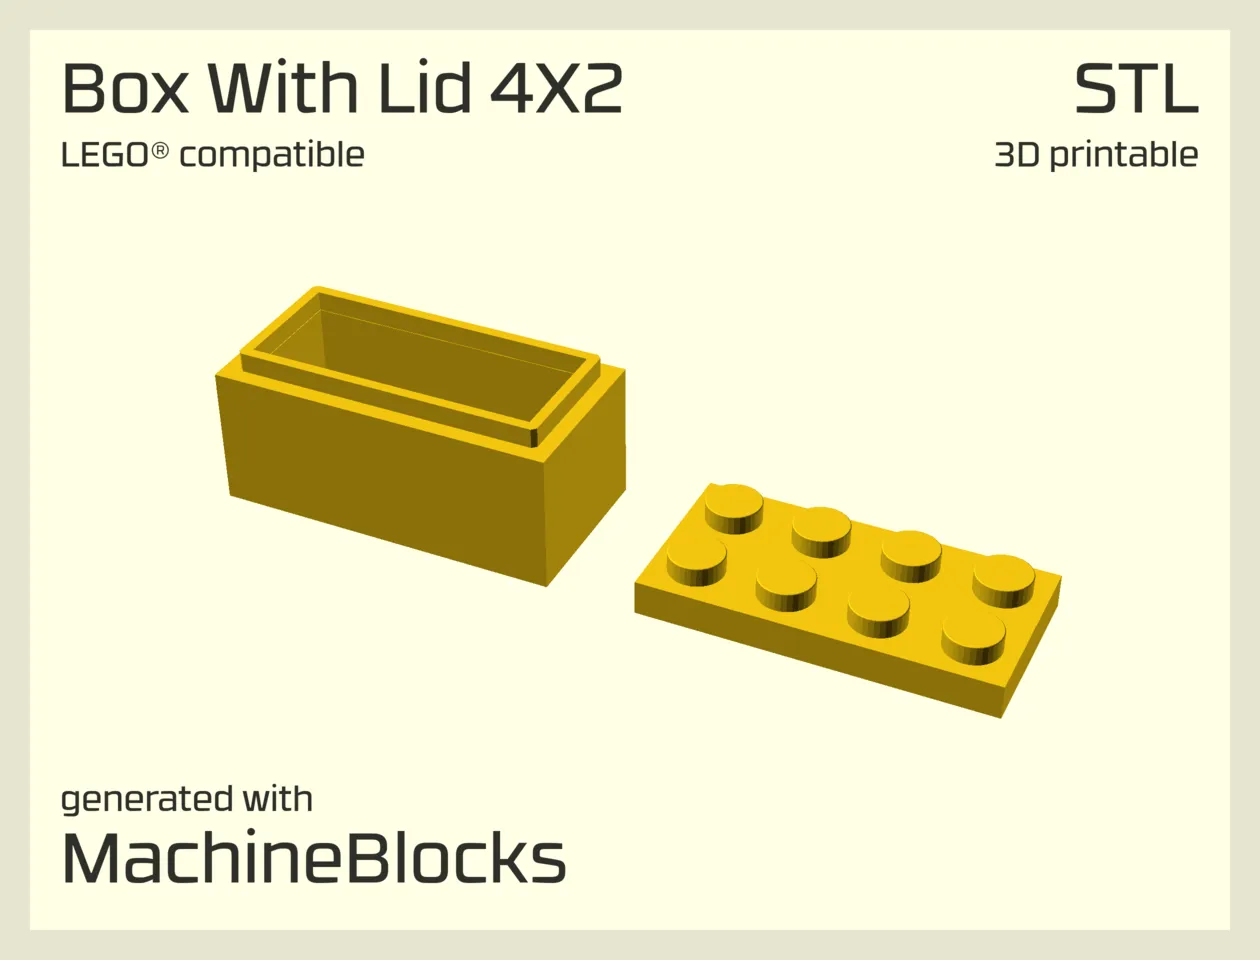 Box With Lid 4X2
STL
LEGO® compatible
3D printable
generated with
MachineBlocks